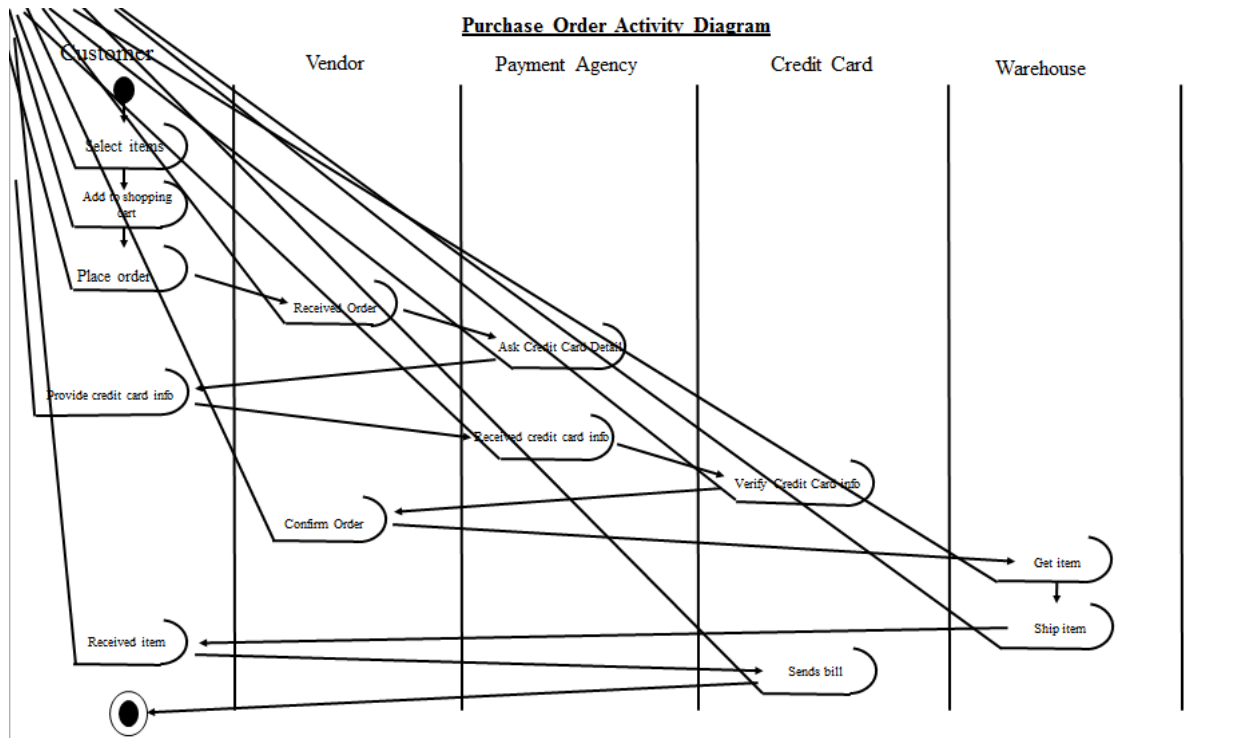 Purchase Order Activity Diagram
Customer
Vendor
Payment Agency
Credit Card
Warehouse
Select items
Add to shopping
cart
Place order
Received Order
Ask Credit Card Detail
Provide credit card info
Received credit card info
Verify Credit Card info
Confirm Order
Get item
Ship item
Received item
Sends bill